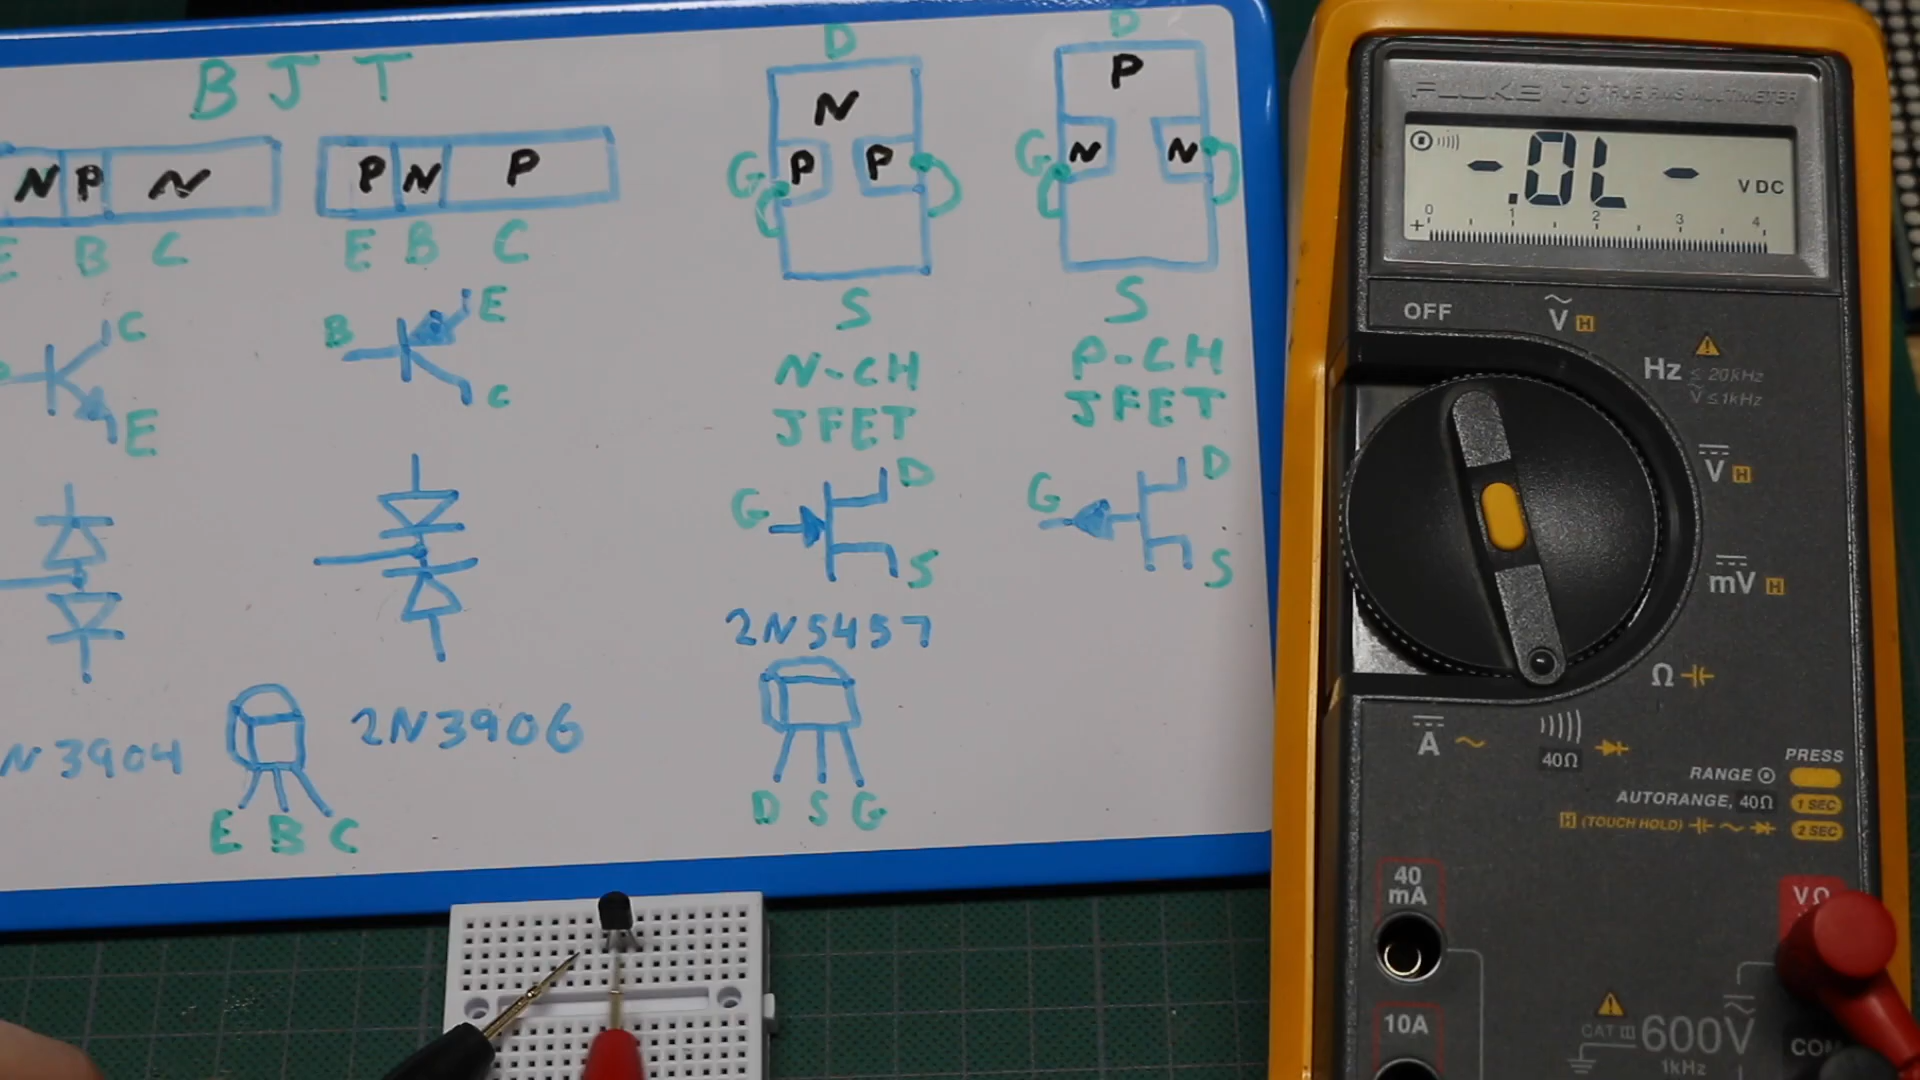 BJT
N P N
E B C
C
E
N3904
P N P
E B C
B E
C
2N3906
E B C
D
N
G P P
S
N-CH
JFET
G D
S
2N5457
D S G
D
P
G N N
S
P-CH
JFET
G D
S
FLUKE 76 TRUE RMS MULTIMETER
-.OL -
V DC
0 1 2 3 4
+
OFF
V H
Hz ≤ 20kHz
V ≤ 1kHz
V H
mV H
Ω
A
40Ω
PRESS
RANGE
AUTORANGE, 40Ω 1 SEC
H (TOUCH HOLD) 2 SEC
40
mA
VΩ
10A
CAT III 600V
1kHz
COM